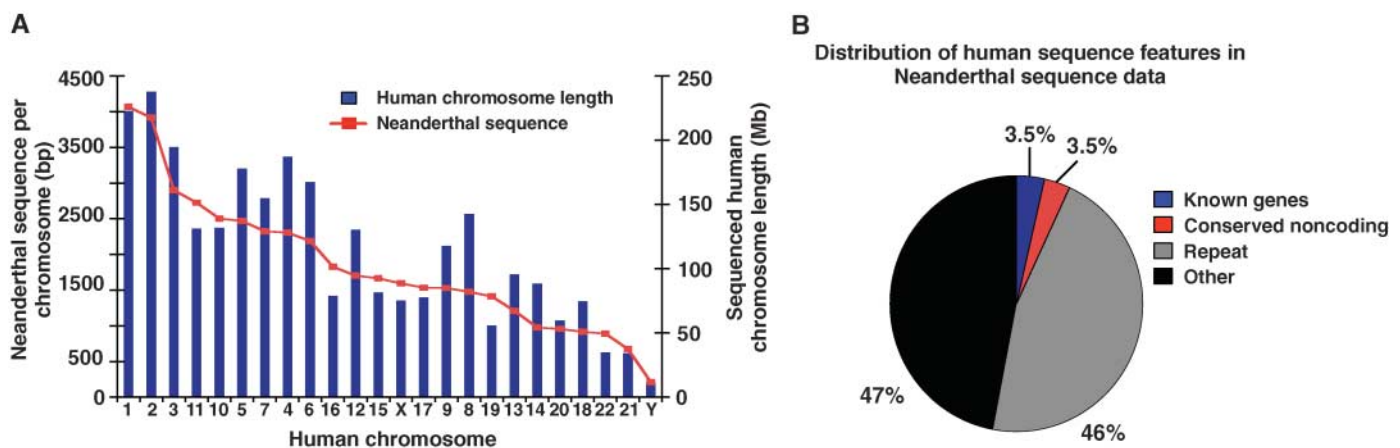 A
Neanderthal sequence per
chromosome (bp)
4500
3500
2500
1500
500
0
Human chromosome length
Neanderthal sequence
250
200
150
100
50
0
Sequenced human
chromosome length (Mb)
1 2 3 11 10 5 7 4 6 16 12 15 X 17 9 8 19 13 14 20 18 22 21 Y
Human chromosome
B
Distribution of human sequence features in
Neanderthal sequence data
3.5%
3.5%
47%
46%
Known genes
Conserved noncoding
Repeat
Other